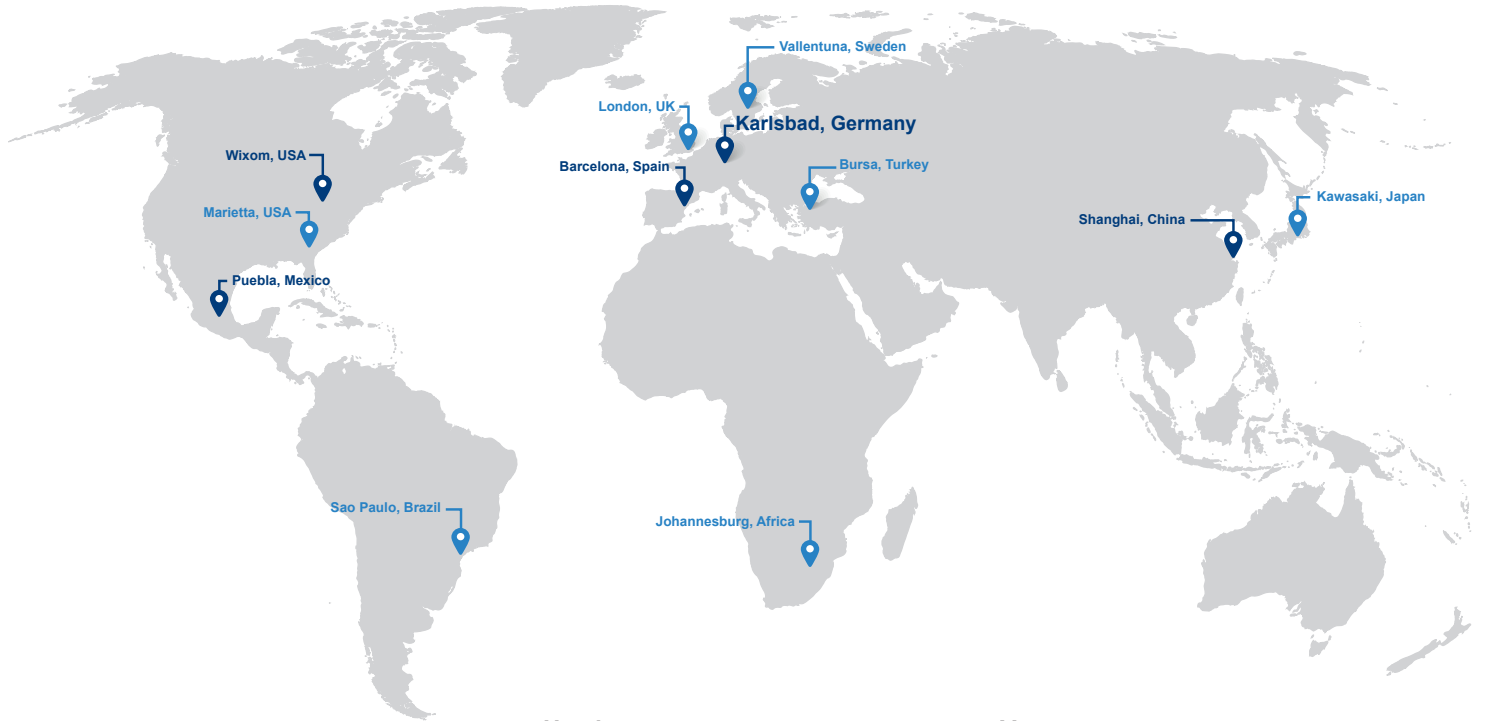 Vallentuna, Sweden
London, UK
Karlsbad, Germany
Wixom, USA
Barcelona, Spain
Bursa, Turkey
Kawasaki, Japan
Marietta, USA
Shanghai, China
Puebla, Mexico
Sao Paulo, Brazil
Johannesburg, Africa